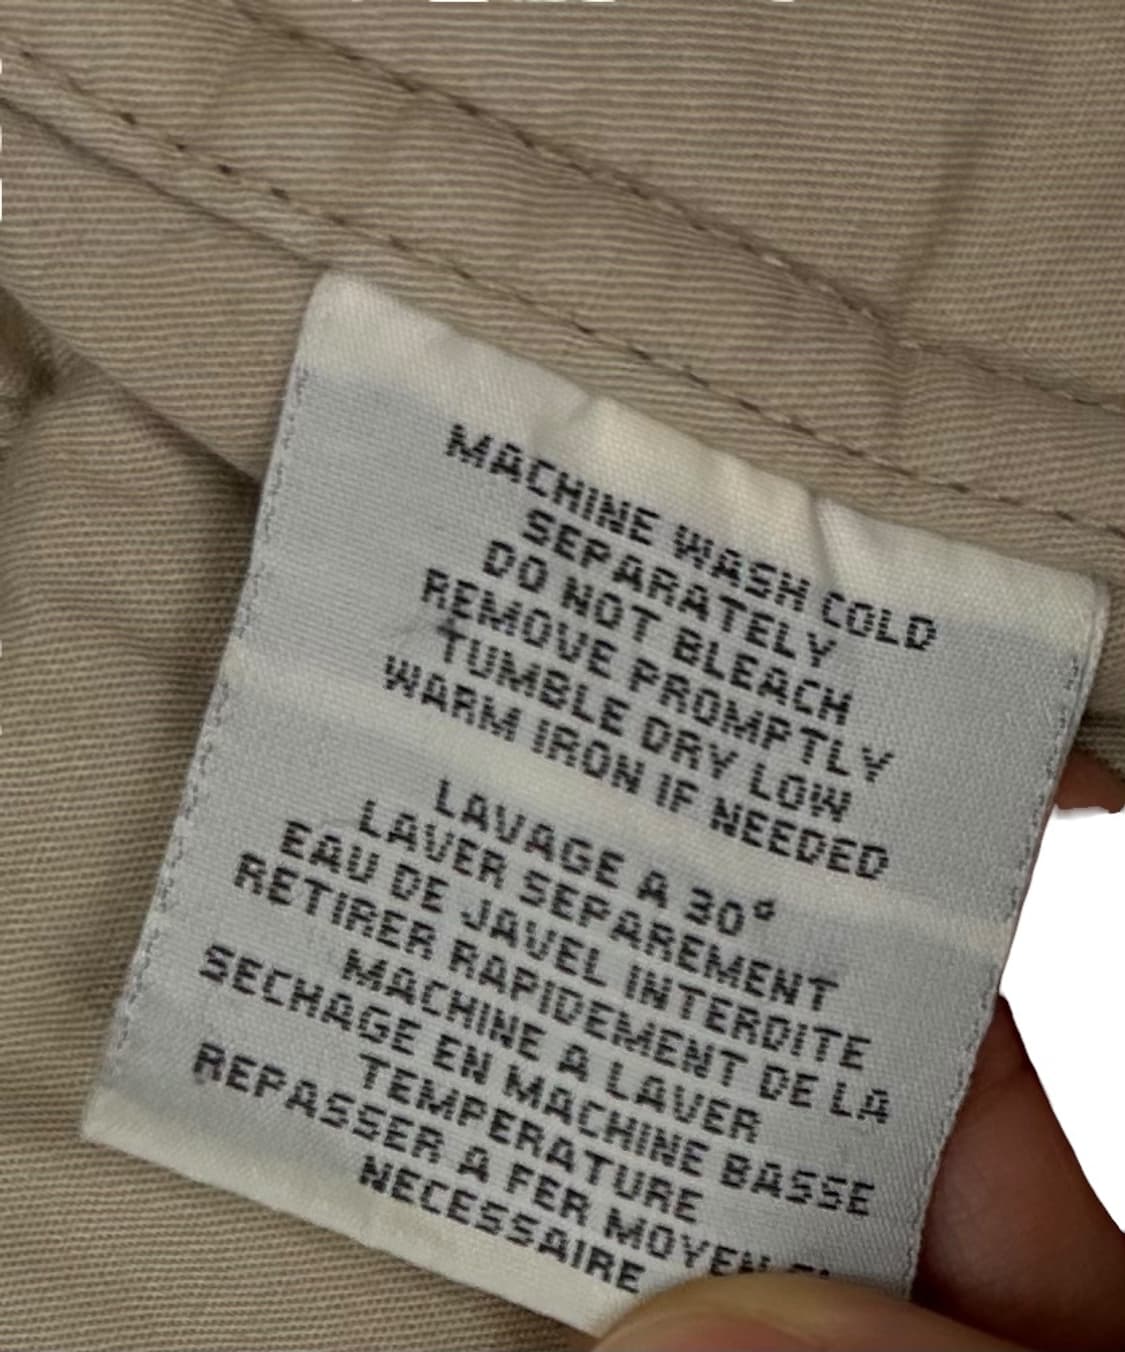 MACHINE WASH COLD
SEPARATELY
DO NOT BLEACH
REMOVE PROMPTLY
TUMBLE DRY LOW
WARM IRON IF NEEDED
LAVAGE A 30°
LAVER SEPAREMENT
EAU DE JAVEL INTERDITE
RETIRER RAPIDEMENT DE LA
MACHINE A LAVER
SECHAGE EN MACHINE BASSE
TEMPERATURE
REPASSER A FER MOYEN
NECESSAIRE